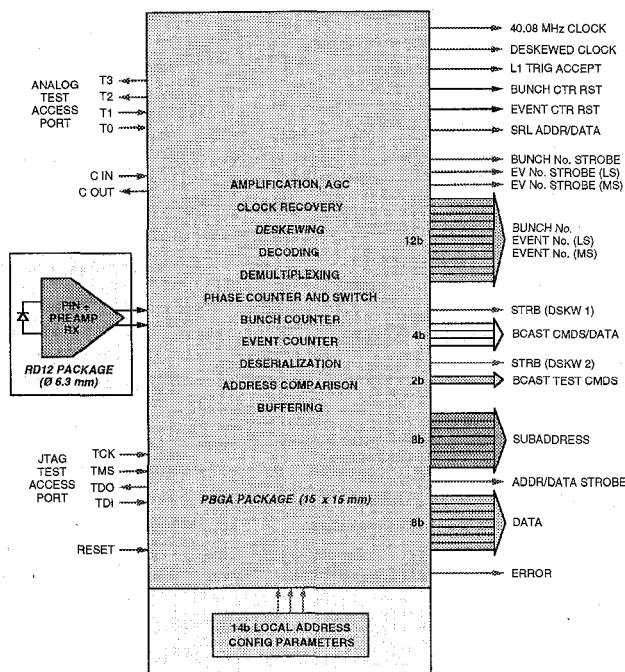 40.08 MHz CLOCK
DESKEWED CLOCK
L1 TRIG ACCEPT
BUNCH CTR RST
EVENT CTR RST
SRL ADDR/DATA
ANALOG
TEST
ACCESS
PORT
T3
T2
T1
T0
C IN
C OUT
BUNCH No. STROBE
EV No. STROBE (LS)
EV No. STROBE (MS)
AMPLIFICATION, AGC
CLOCK RECOVERY
DESKEWING
DECODING
DEMULTIPLEXING
PHASE COUNTER AND SWITCH
BUNCH COUNTER
EVENT COUNTER
DESERIALIZATION
ADDRESS COMPARISON
BUFFERING
12b
BUNCH No.
EVENT No. (LS)
EVENT No. (MS)
PIN +
PREAMP
RX
RD12 PACKAGE
(Ø 6.3 mm)
STRB (DSKW 1)
4b
BCAST CMDS/DATA
STRB (DSKW 2)
2b
BCAST TEST CMDS
8b
SUBADDRESS
JTAG
TEST
ACCESS
PORT
TCK
TMS
TDO
TDI
ADDR/DATA STROBE
PBGA PACKAGE (15 x 15 mm)
8b
DATA
RESET
ERROR
14b LOCAL ADDRESS
CONFIG PARAMETERS